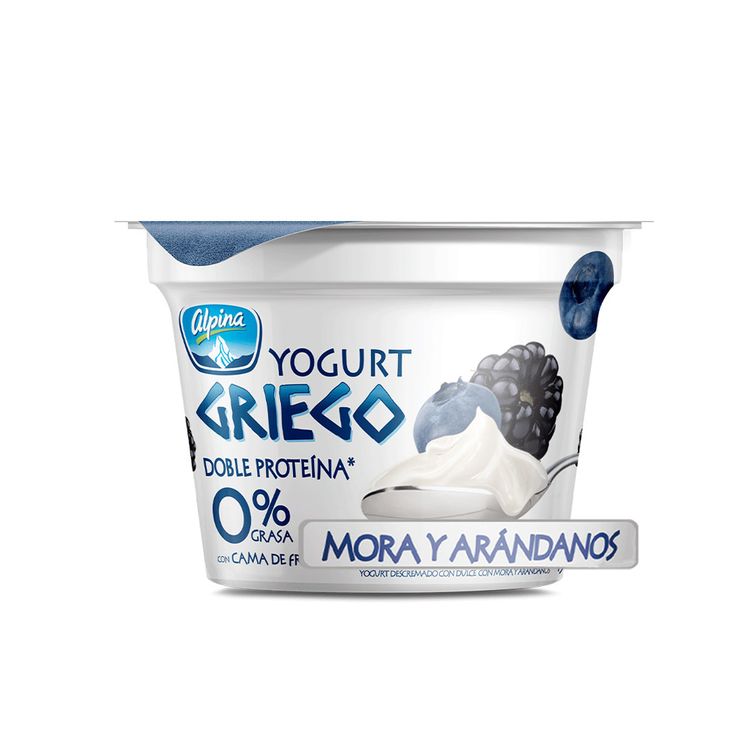 alpina
YOGURT
GRIEGO
DOBLE PROTEÍNA*
0%
GRASA
CON CAMA DE FR
MORA Y ARÁNDANOS
YOGURT DESCREMADO CON DULCE CON MORA Y ARÁNDANOS